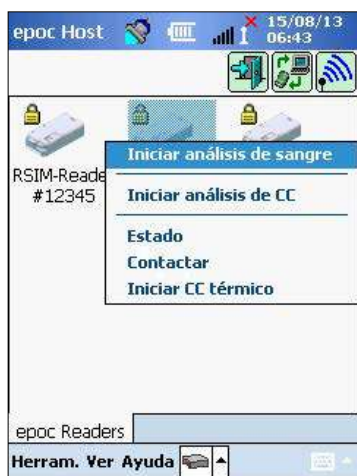 epoc Host
15/08/13
06:43
RSIM-Reade
#12345
Iniciar análisis de sangre
Iniciar análisis de CC
Estado
Contactar
Iniciar CC térmico
epoc Readers
Herram. Ver Ayuda